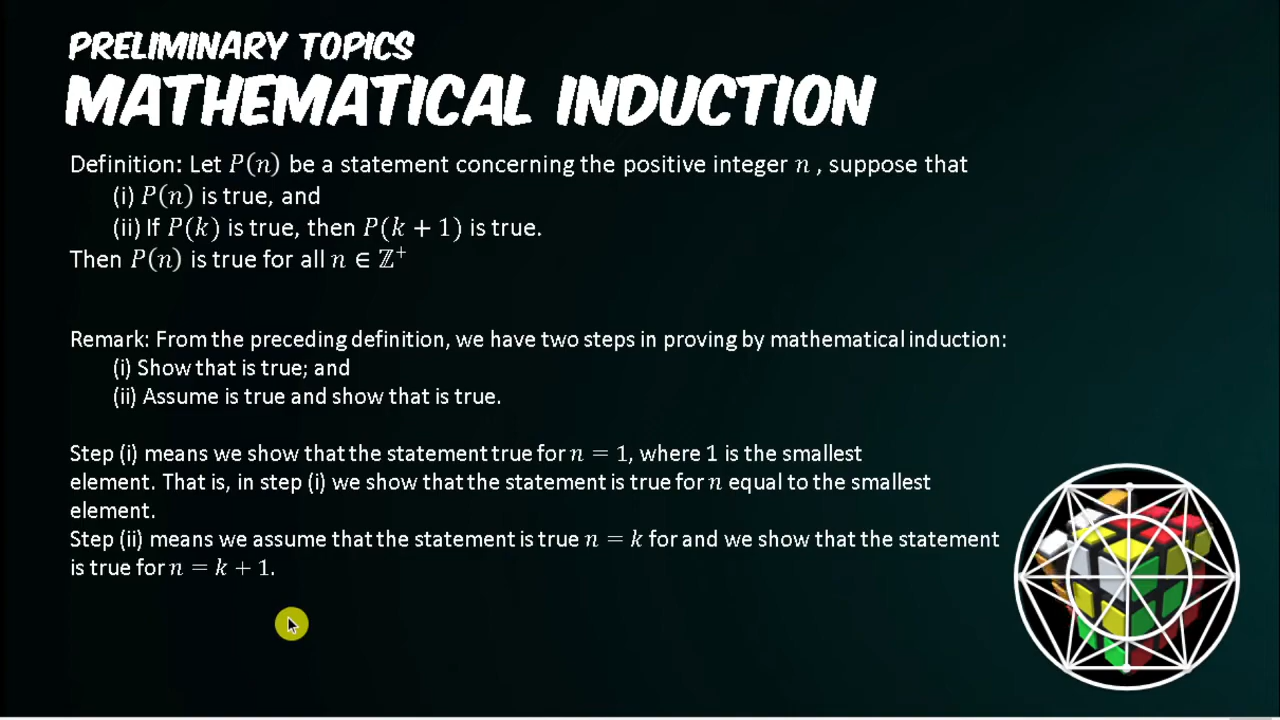 PRELIMINARY TOPICS
MATHEMATICAL INDUCTION
Definition: Let P(n) be a statement concerning the positive integer n , suppose that
(i) P(n) is true, and
(ii) If P(k) is true, then P(k + 1) is true.
Then P(n) is true for all n ∈ ℤ⁺
Remark: From the preceding definition, we have two steps in proving by mathematical induction:
(i) Show that is true; and
(ii) Assume is true and show that is true.
Step (i) means we show that the statement true for n = 1, where 1 is the smallest
element. That is, in step (i) we show that the statement is true for n equal to the smallest
element.
Step (ii) means we assume that the statement is true n = k for and we show that the statement
is true for n = k + 1.